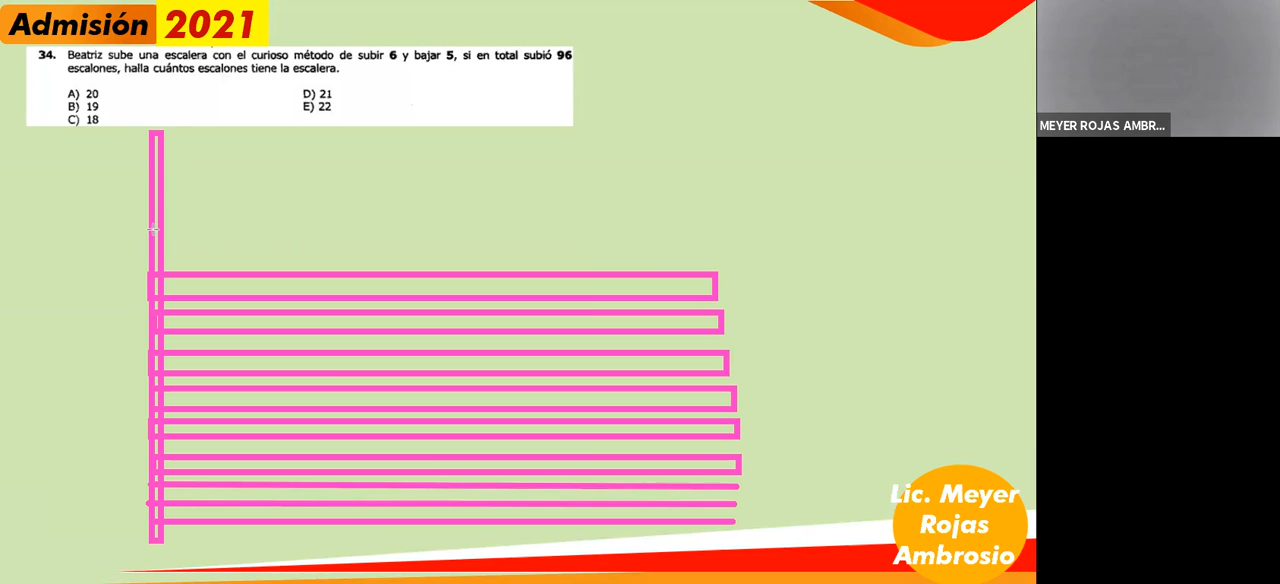 Admisión 2021
34. Beatriz sube una escalera con el curioso método de subir 6 y bajar 5, si en total subió 96
escalones, halla cuántos escalones tiene la escalera.
A) 20
D) 21
B) 19
E) 22
C) 18
MEYER ROJAS AMBR...
Lic. Meyer
Rojas
Ambrosio